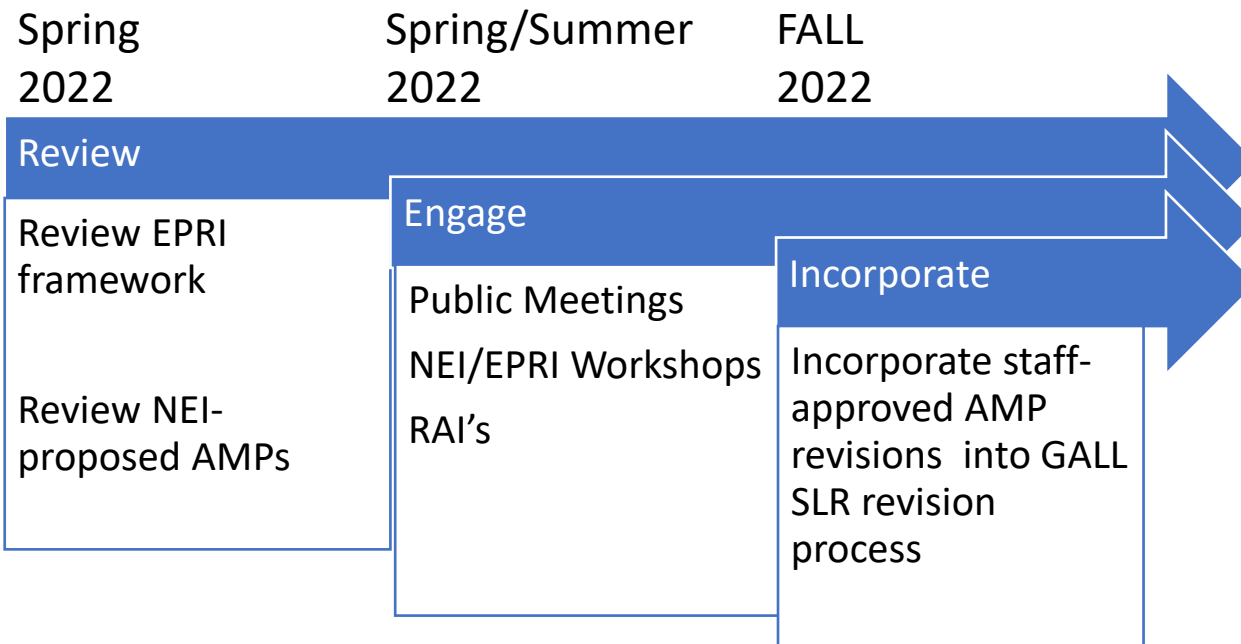 Spring
2022
Spring/Summer
2022
FALL
2022
Review
Review EPRI
framework
Review NEI-
proposed AMPs
Engage
Public Meetings
NEI/EPRI Workshops
RAI’s
Incorporate
Incorporate staff-
approved AMP
revisions  into GALL
SLR revision
process